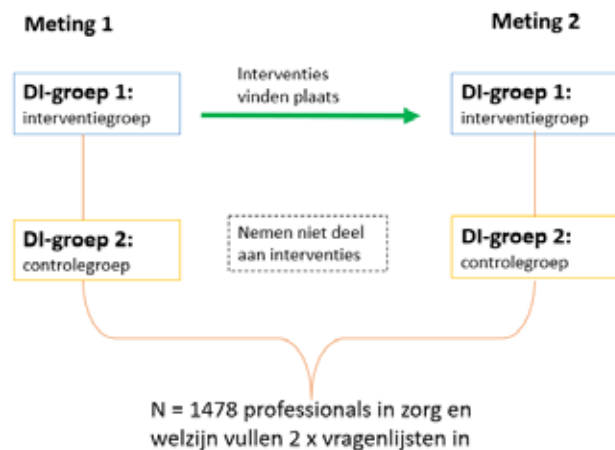 Meting 1
Meting 2
DI-groep 1:
interventiegroep
Interventies
vinden plaats
DI-groep 1:
interventiegroep
DI-groep 2:
controlegroep
Nemen niet deel
aan interventies
DI-groep 2:
controlegroep
N = 1478 professionals in zorg en
welzijn vullen 2 x vragenlijsten in